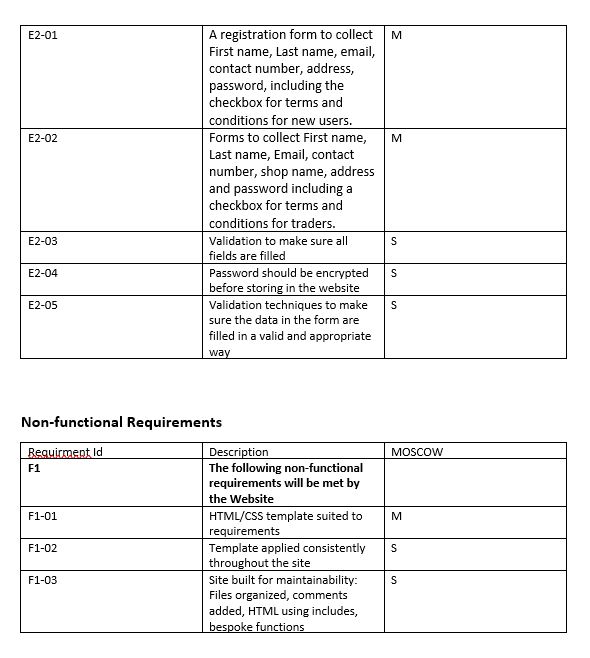 E2-01 A registration form to collect M
First name, Last name, email,
contact number, address,
password, including the
checkbox for terms and
conditions for new users.
E2-02 Forms to collect First name, M
Last name, Email, contact
number, shop name, address
and password including a
checkbox for terms and
conditions for traders.
E2-03 Validation to make sure all S
fields are filled
E2-04 Password should be encrypted S
before storing in the website
E2-05 Validation techniques to make S
sure the data in the form are
filled in a valid and appropriate
way
Non-functional Requirements
Requirment Id Description MOSCOW
F1 The following non-functional
requirements will be met by
the Website
F1-01 HTML/CSS template suited to M
requirements
F1-02 Template applied consistently S
throughout the site
F1-03 Site built for maintainability: S
Files organized, comments
added, HTML using includes,
bespoke functions